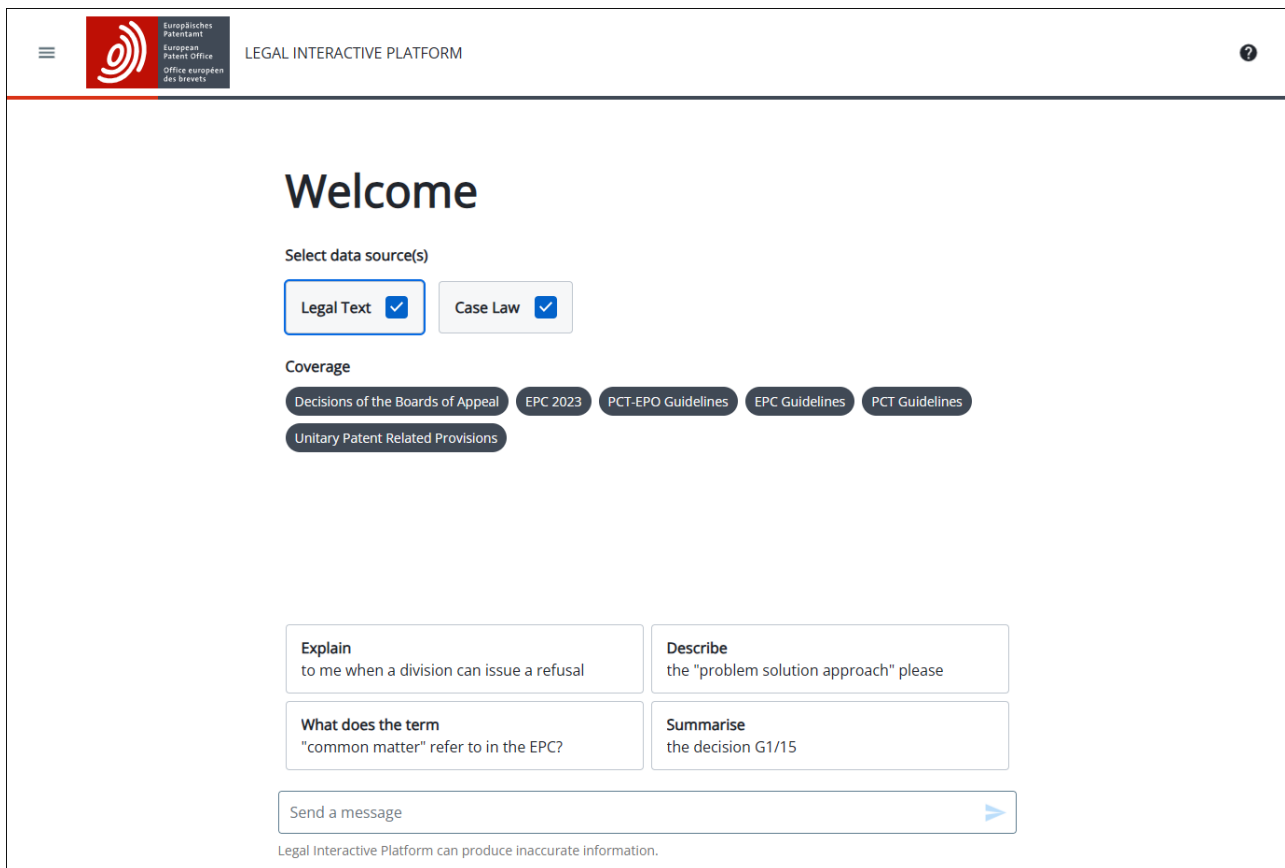 Europäisches
Patentamt
European
Patent Office
Office européen
des brevets
LEGAL INTERACTIVE PLATFORM
Welcome
Select data source(s)
Legal Text
Case Law
Coverage
Decisions of the Boards of Appeal
EPC 2023
PCT-EPO Guidelines
EPC Guidelines
PCT Guidelines
Unitary Patent Related Provisions
Explain
to me when a division can issue a refusal
Describe
the "problem solution approach" please
What does the term
"common matter" refer to in the EPC?
Summarise
the decision G1/15
Send a message
Legal Interactive Platform can produce inaccurate information.